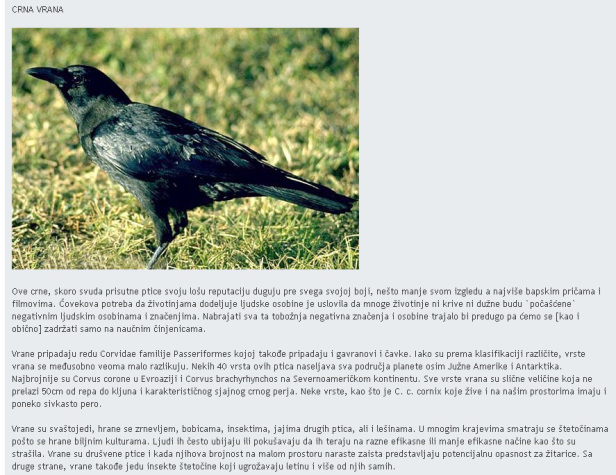 CRNA VRANA
Ove crne, skoro svuda prisutne ptice svoju lošu reputaciju duguju pre svega svojoj boji, nešto manje svom izgledu a najviše bapskim pričama i
filmovima. Čovekova potreba da životinjama dodeljuje ljudske osobine je uslovila da mnoge životinje ni krive ni dužne budu `počašćene`
negativnim ljudskim osobinama i značenjima. Nabrajati sva ta tobožnja negativna značenja i osobine trajalo bi predugo pa ćemo se [kao i
obično] zadržati samo na naučnim činjenicama.
Vrane pripadaju redu Corvidae familije Passeriformes kojoj takođe pripadaju i gavranovi i čavke. Iako su prema klasifikaciji različite, vrste
vrana se međusobno veoma malo razlikuju. Nekih 40 vrsta ovih ptica naseljava sva područja planete osim Južne Amerike i Antarktika.
Najbrojnije su Corvus corone u Evroaziji i Corvus brachyrhynchos na Severnoameričkom kontinentu. Sve vrste vrana su slične veličine koja ne
prelazi 50cm od repa do kljuna i karakterističnog sjajnog crnog perja. Neke vrste, kao što je C. c. cornix koje žive i na našim prostorima imaju i
poneko sivkasto pero.
Vrane su svaštojedi, hrane se zrnevljem, bobicama, insektima, jajima drugih ptica, ali i lešinama. U mnogim krajevima smatraju se štetočinama
pošto se hrane biljnim kulturama. Ljudi ih često ubijaju ili pokušavaju da ih teraju na razne efikasne ili manje efikasne načine kao što su
strašila. Vrane su društvene ptice i kada njihova brojnost na malom prostoru naraste zaista predstavljaju potencijalnu opasnost za žitarice. Sa
druge strane, vrane takođe jedu insekte štetočine koji ugrožavaju letinu i više od njih samih.